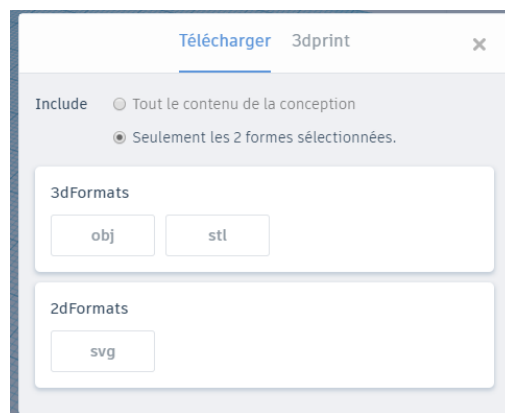 Télécharger 3dprint ×
Include Tout le contenu de la conception
Seulement les 2 formes sélectionnées.
3dFormats
obj stl
2dFormats
svg